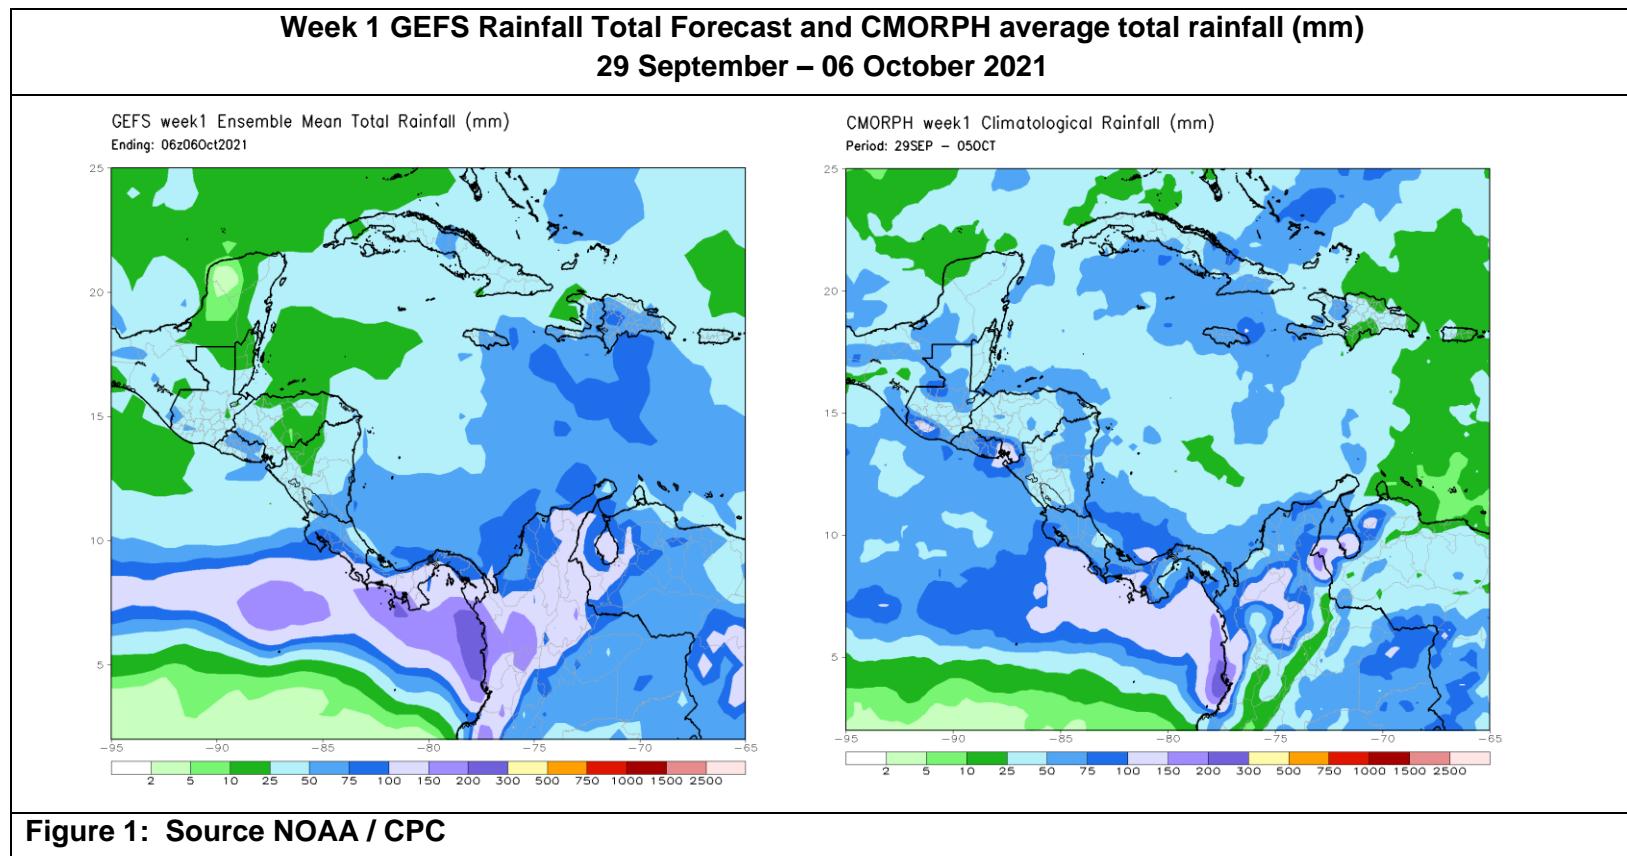 Week 1 GEFS Rainfall Total Forecast and CMORPH average total rainfall (mm)
29 September – 06 October 2021
GEFS week1 Ensemble Mean Total Rainfall (mm)
Ending: 06z06Oct2021
25
20
15
10
5
-95 -90 -85 -80 -75 -70 -65
2 5 10 25 50 75 100 150 200 300 500 750 1000 1500 2500
CMORPH week1 Climatological Rainfall (mm)
Period: 29SEP - 05OCT
25
20
15
10
5
-95 -90 -85 -80 -75 -70 -65
2 5 10 25 50 75 100 150 200 300 500 750 1000 1500 2500
Figure 1: Source NOAA / CPC